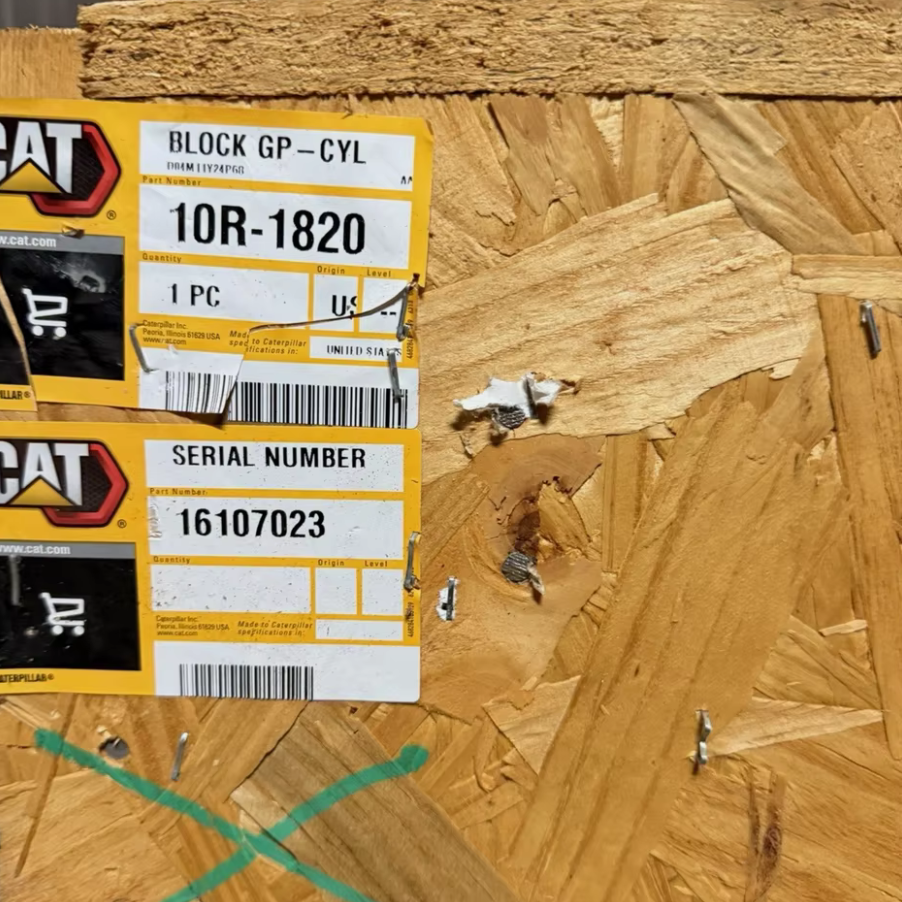 CAT
BLOCK GP-CYL
Part Number
10R-1820
®
w.cat.com
Quantity
Origin
Level
1 PC
US
--
Caterpillar Inc.
Peoria, Illinois 61629 USA
www.cat.com
Made to Caterpillar
specifications in:
UNITED STATES
ILLAR®
CAT
SERIAL NUMBER
Part Number
16107023
®
www.cat.com
Quantity
Origin
Level
Caterpillar Inc.
Peoria, Illinois 61629 USA
www.cat.com
Made to Caterpillar
specifications in:
ATERPILLAR®